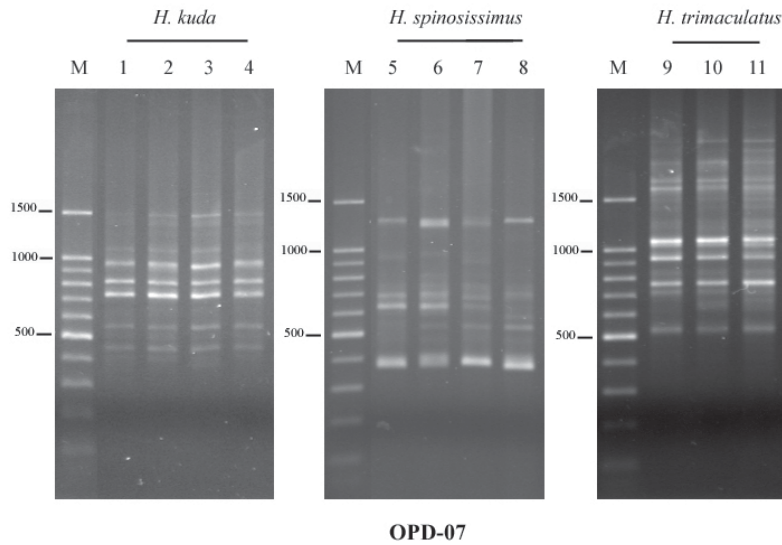 H. kuda H. spinosissimus H. trimaculatus
M 1 2 3 4 M 5 6 7 8 M 9 10 11
1500 1500 1500
1000 1000 1000
500 500 500
OPD-07